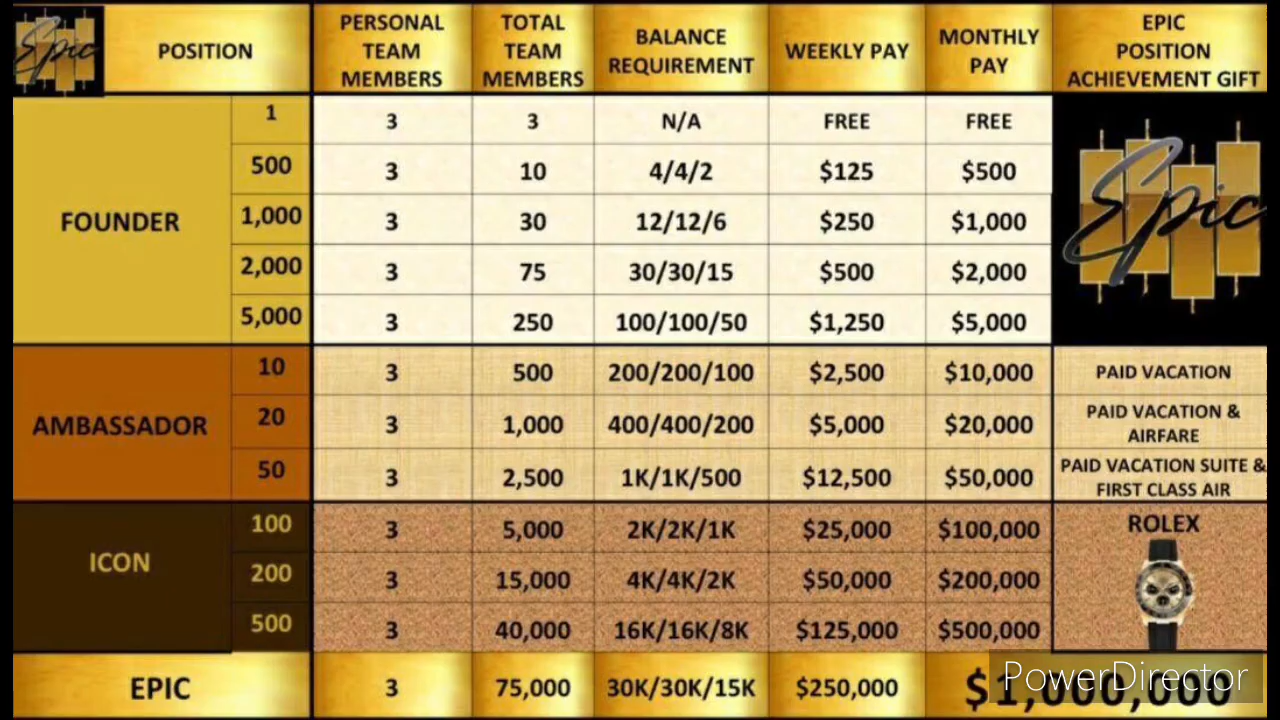 Epic
POSITION
PERSONAL
TEAM
MEMBERS
TOTAL
TEAM
MEMBERS
BALANCE
REQUIREMENT
WEEKLY PAY
MONTHLY
PAY
EPIC
POSITION
ACHIEVEMENT GIFT
FOUNDER
1 3 3 N/A FREE FREE
500 3 10 4/4/2 $125 $500
1,000 3 30 12/12/6 $250 $1,000
2,000 3 75 30/30/15 $500 $2,000
5,000 3 250 100/100/50 $1,250 $5,000
Epic
AMBASSADOR
10 3 500 200/200/100 $2,500 $10,000 PAID VACATION
20 3 1,000 400/400/200 $5,000 $20,000 PAID VACATION &
AIRFARE
50 3 2,500 1K/1K/500 $12,500 $50,000 PAID VACATION SUITE &
FIRST CLASS AIR
ICON
100 3 5,000 2K/2K/1K $25,000 $100,000 ROLEX
200 3 15,000 4K/4K/2K $50,000 $200,000
500 3 40,000 16K/16K/8K $125,000 $500,000
EPIC 3 75,000 30K/30K/15K $250,000 $1,000,000
PowerDirector